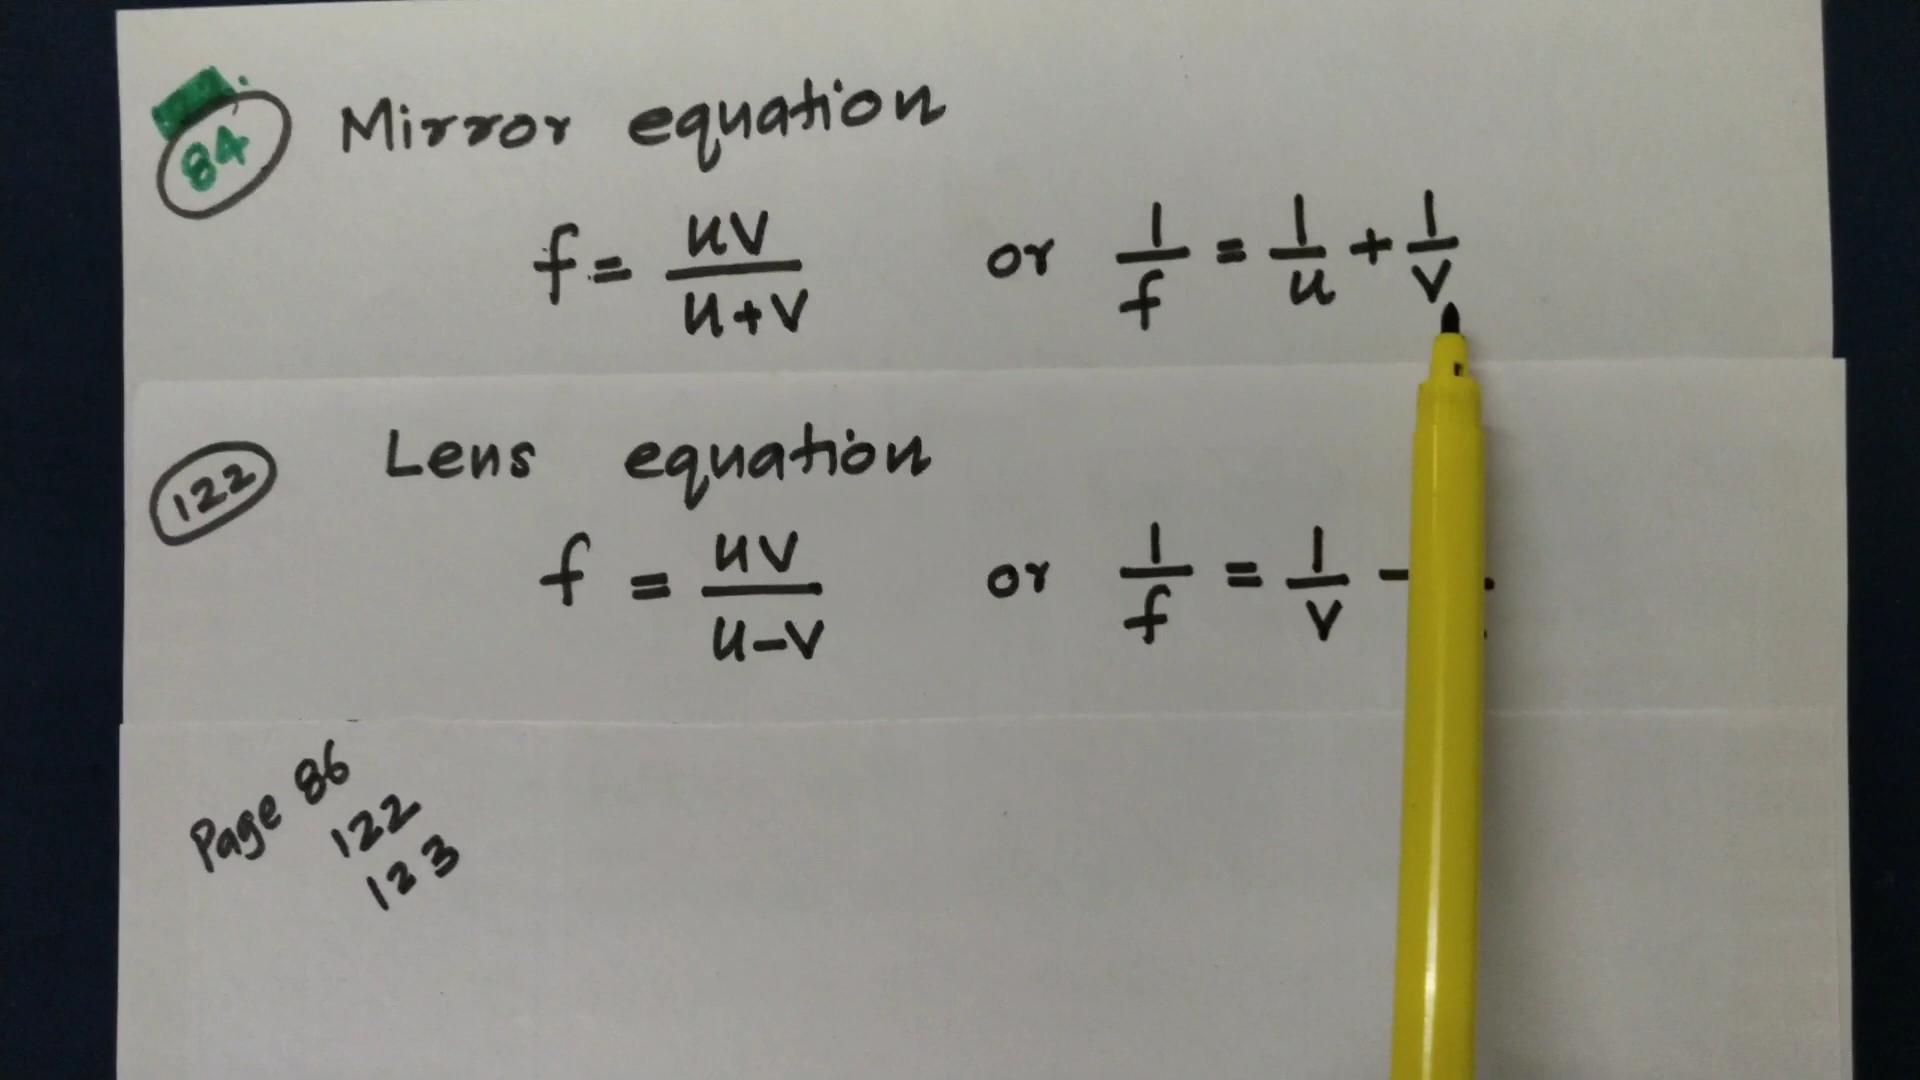 84 Mirror equation
f = uv / u+v or 1/f = 1/u + 1/v
122 Lens equation
f = uv / u-v or 1/f = 1/v -
Page 86
122
123